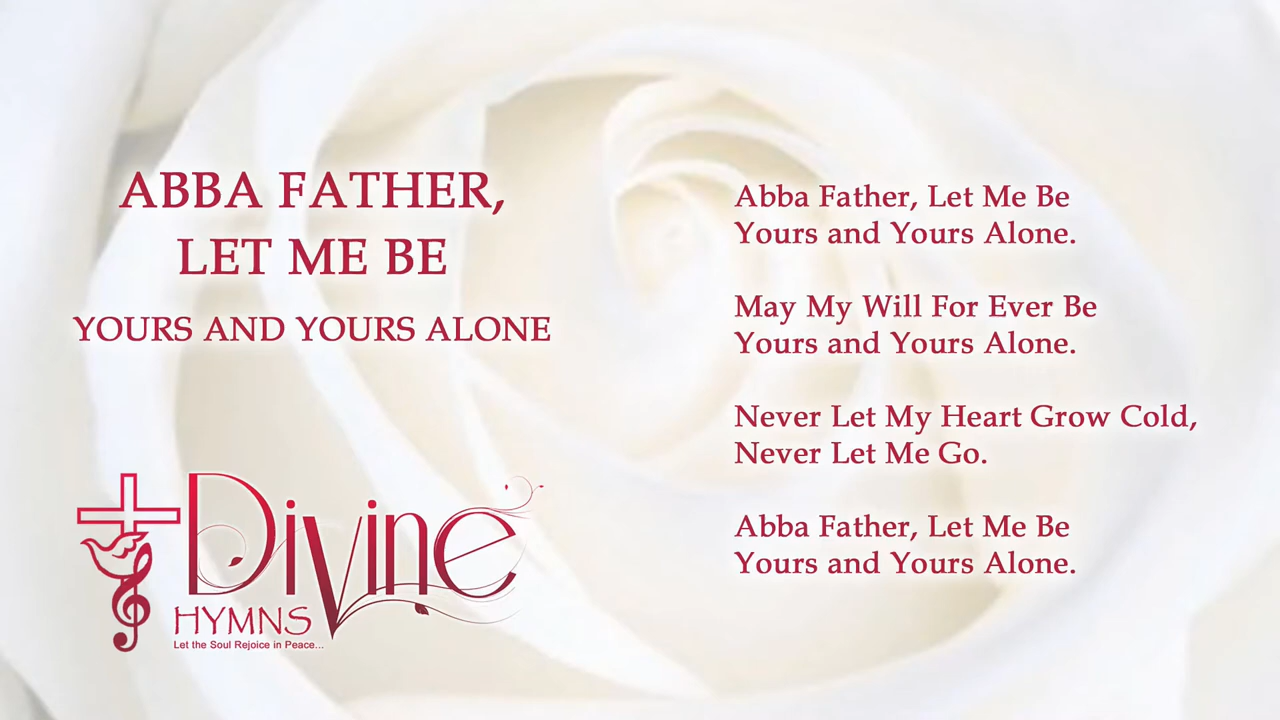 ABBA FATHER,
LET ME BE
YOURS AND YOURS ALONE
Divine
HYMNS
Let the Soul Rejoice in Peace...
Abba Father, Let Me Be
Yours and Yours Alone.
May My Will For Ever Be
Yours and Yours Alone.
Never Let My Heart Grow Cold,
Never Let Me Go.
Abba Father, Let Me Be
Yours and Yours Alone.